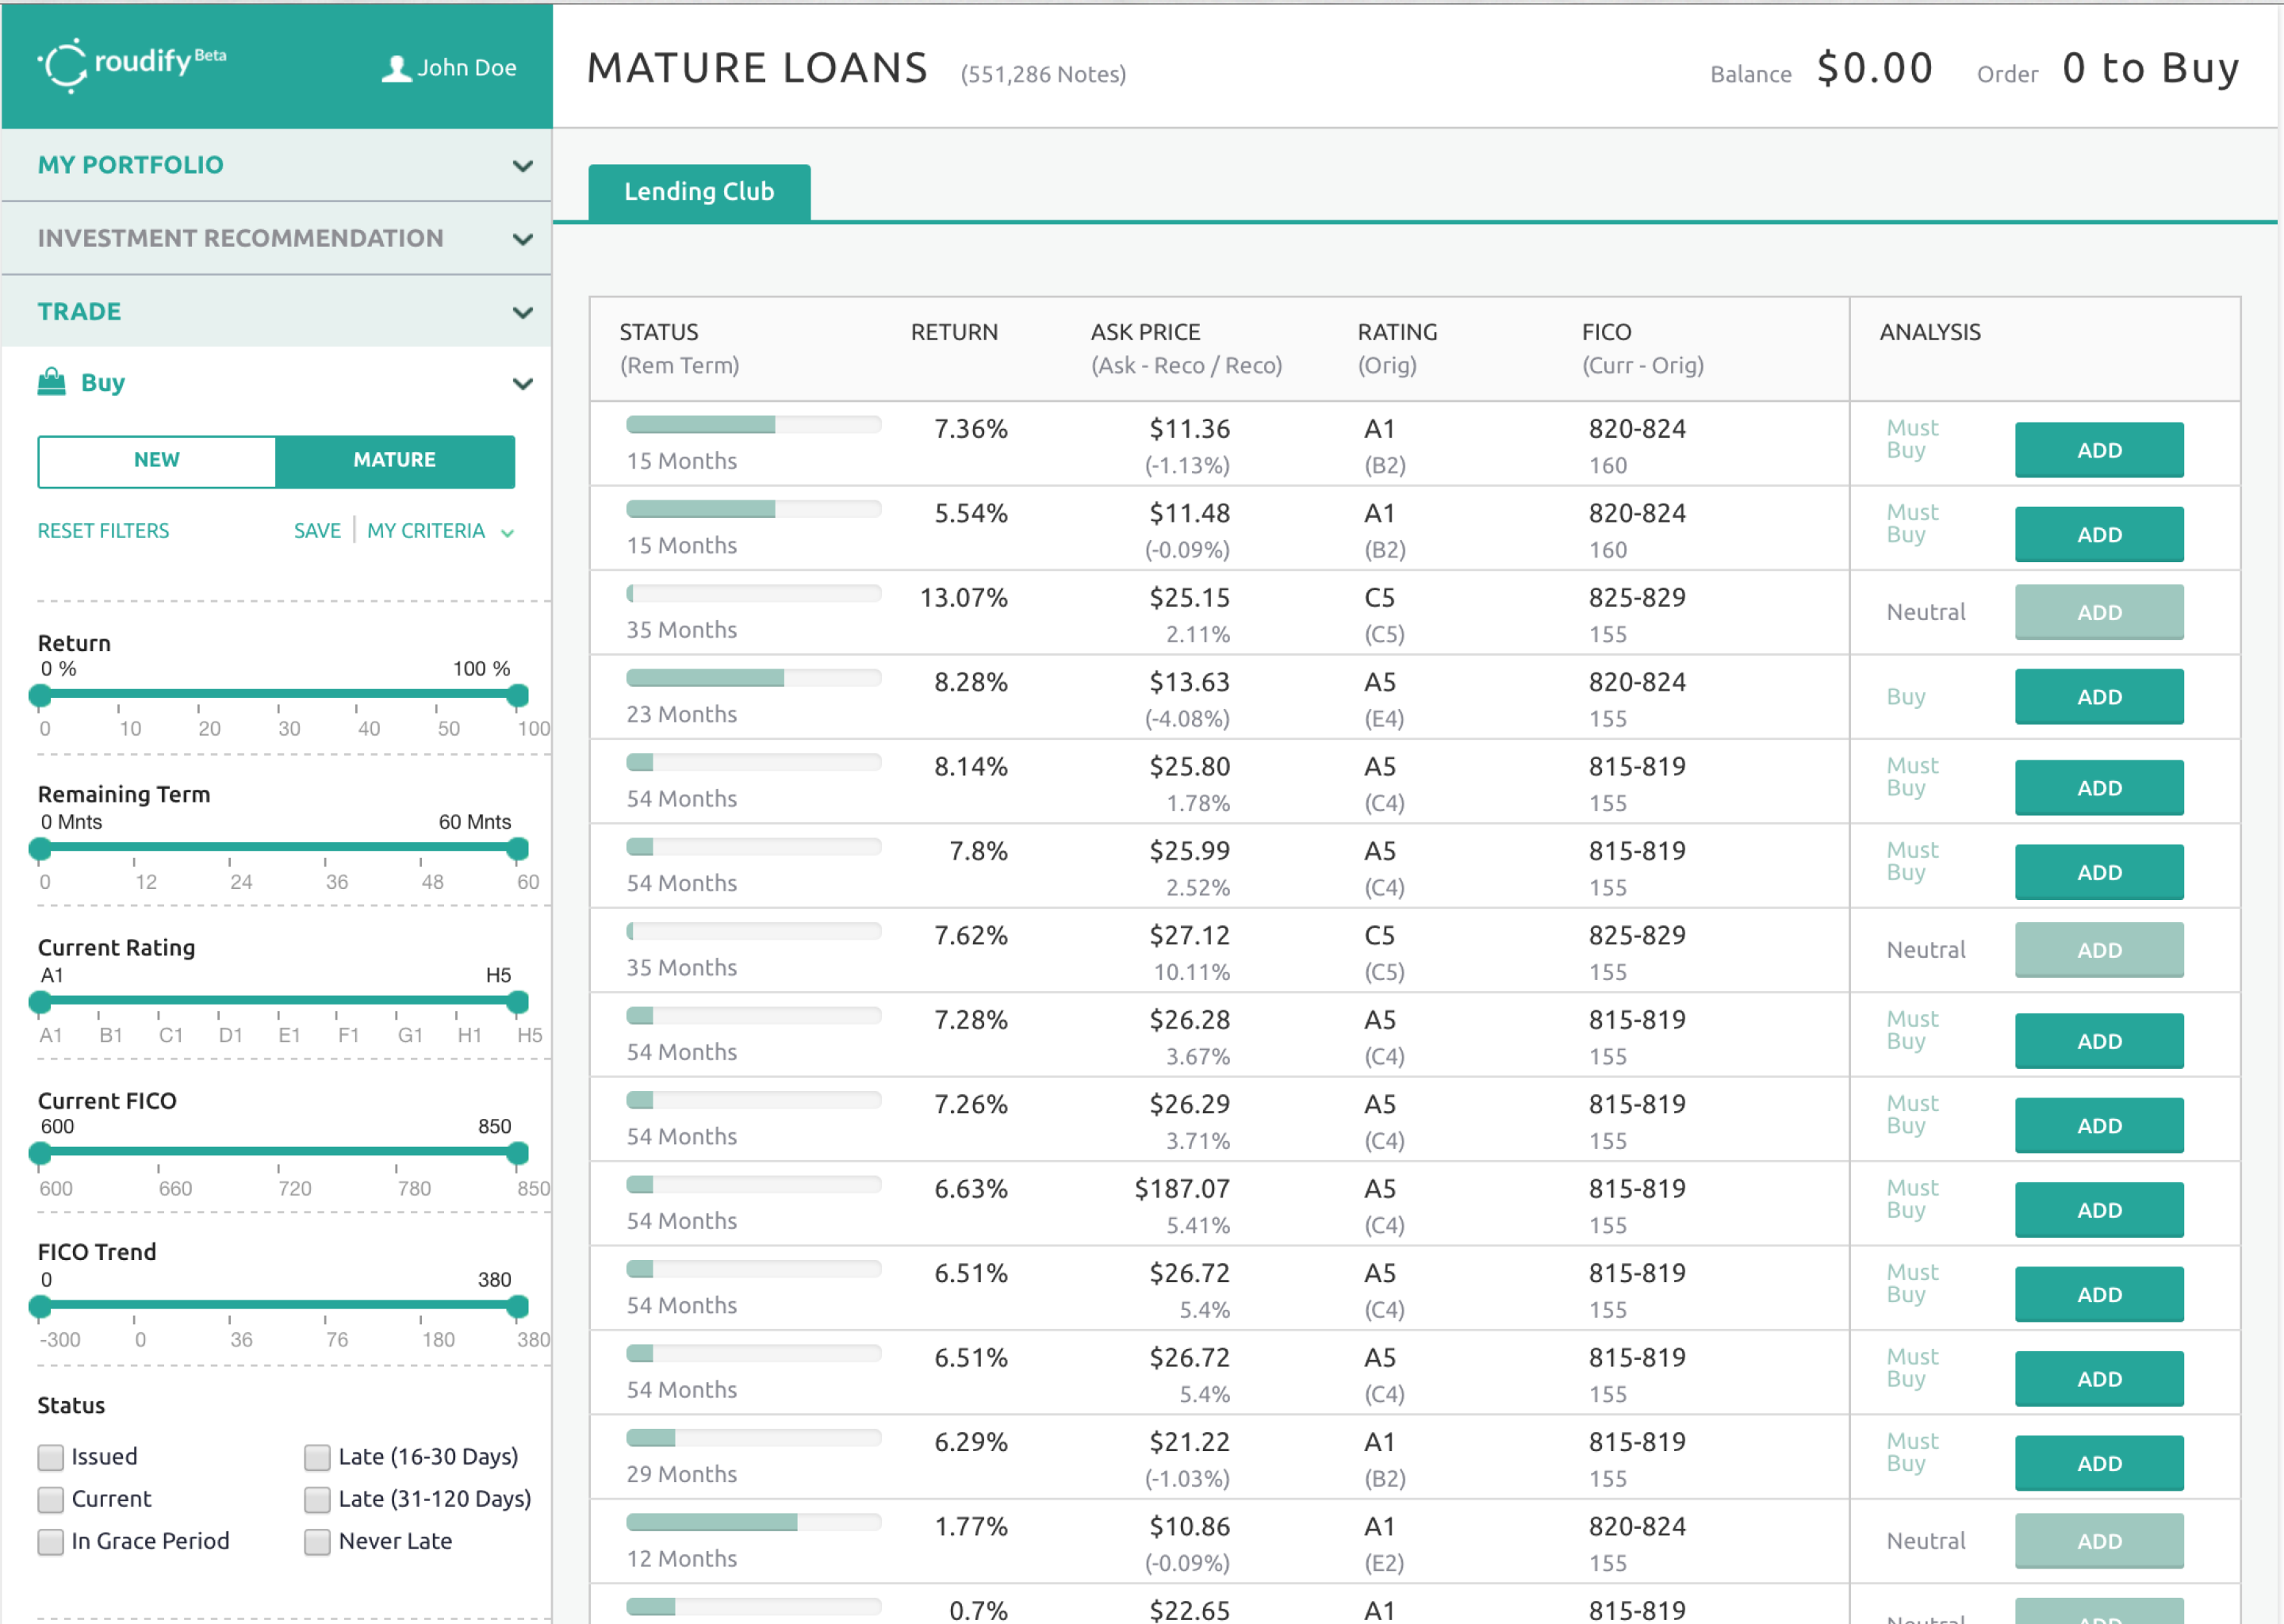 roudify Beta
John Doe
MATURE LOANS (551,286 Notes)
Balance $0.00 Order 0 to Buy
MY PORTFOLIO
INVESTMENT RECOMMENDATION
TRADE
Buy
NEW MATURE
RESET FILTERS SAVE MY CRITERIA
Return
0 % 100 %
0 10 20 30 40 50 100
Remaining Term
0 Mnts 60 Mnts
0 12 24 36 48 60
Current Rating
A1 H5
A1 B1 C1 D1 E1 F1 G1 H1 H5
Current FICO
600 850
600 660 720 780 850
FICO Trend
0 380
-300 0 36 76 180 380
Status
Issued Late (16-30 Days)
Current Late (31-120 Days)
In Grace Period Never Late
Lending Club
STATUS RETURN ASK PRICE RATING FICO ANALYSIS
(Rem Term) (Ask - Reco / Reco) (Orig) (Curr - Orig)
7.36% $11.36 A1 820-824 Must Buy ADD
15 Months (-1.13%) (B2) 160
5.54% $11.48 A1 820-824 Must Buy ADD
15 Months (-0.09%) (B2) 160
13.07% $25.15 C5 825-829 Neutral ADD
35 Months 2.11% (C5) 155
8.28% $13.63 A5 820-824 Buy ADD
23 Months (-4.08%) (E4) 155
8.14% $25.80 A5 815-819 Must Buy ADD
54 Months 1.78% (C4) 155
7.8% $25.99 A5 815-819 Must Buy ADD
54 Months 2.52% (C4) 155
7.62% $27.12 C5 825-829 Neutral ADD
35 Months 10.11% (C5) 155
7.28% $26.28 A5 815-819 Must Buy ADD
54 Months 3.67% (C4) 155
7.26% $26.29 A5 815-819 Must Buy ADD
54 Months 3.71% (C4) 155
6.63% $187.07 A5 815-819 Must Buy ADD
54 Months 5.41% (C4) 155
6.51% $26.72 A5 815-819 Must Buy ADD
54 Months 5.4% (C4) 155
6.51% $26.72 A5 815-819 Must Buy ADD
54 Months 5.4% (C4) 155
6.29% $21.22 A1 815-819 Must Buy ADD
29 Months (-1.03%) (B2) 155
1.77% $10.86 A1 820-824 Neutral ADD
12 Months (-0.09%) (E2) 155
0.7% $22.65 A1 815-819 Neutral ADD